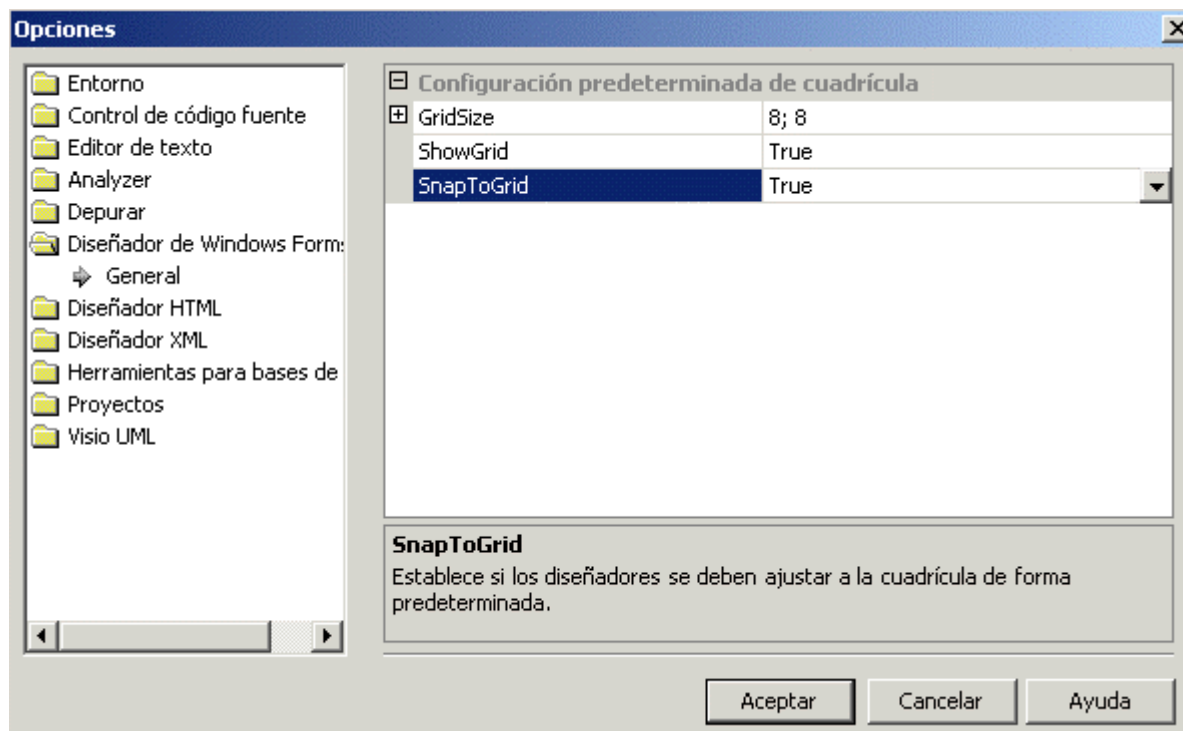 Opciones
Entorno
Control de código fuente
Editor de texto
Analyzer
Depurar
Diseñador de Windows Forms
General
Diseñador HTML
Diseñador XML
Herramientas para bases de
Proyectos
Visio UML
Configuración predeterminada de cuadrícula
GridSize 8; 8
ShowGrid True
SnapToGrid True
SnapToGrid
Establece si los diseñadores se deben ajustar a la cuadrícula de forma
predeterminada.
Aceptar Cancelar Ayuda